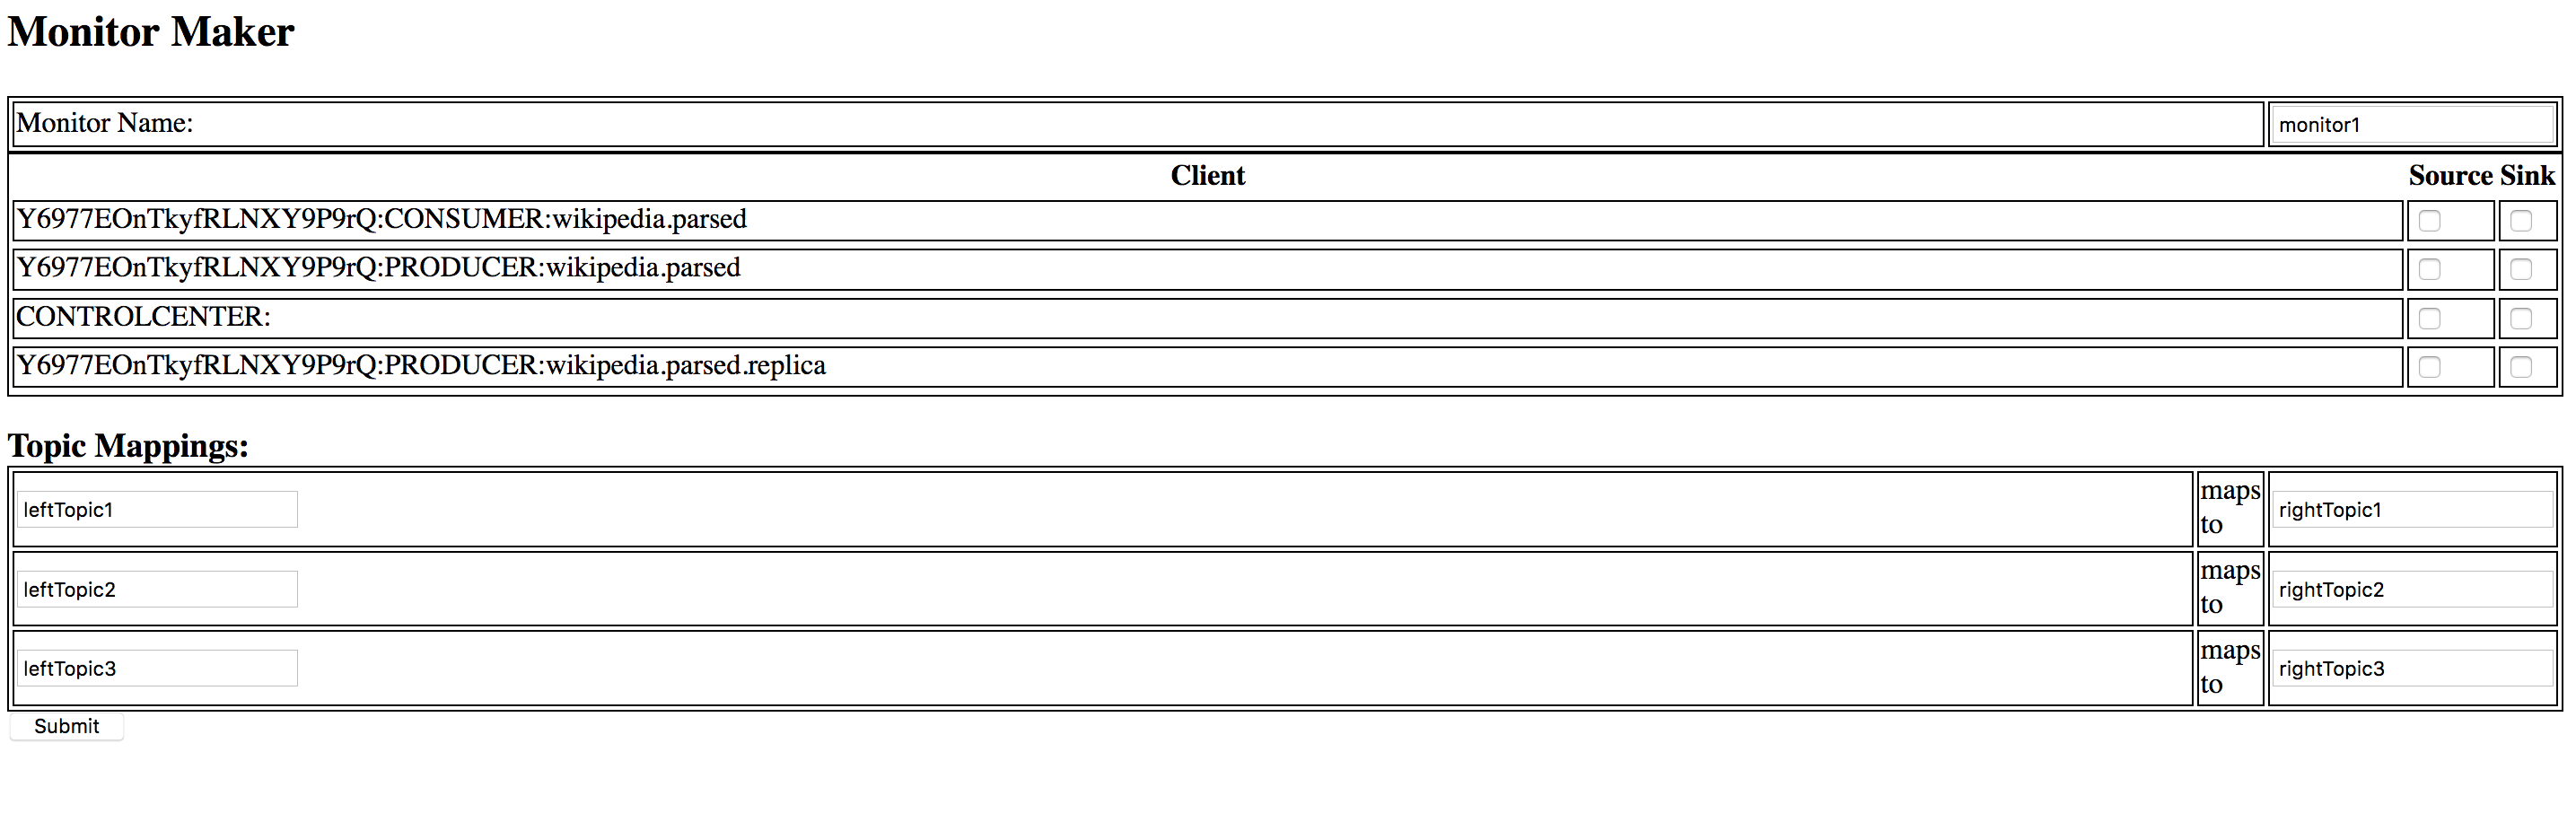 Monitor Maker
Monitor Name: monitor1
Client Source Sink
Y6977EOnTkyfRLNXY9P9rQ:CONSUMER:wikipedia.parsed
Y6977EOnTkyfRLNXY9P9rQ:PRODUCER:wikipedia.parsed
CONTROLCENTER:
Y6977EOnTkyfRLNXY9P9rQ:PRODUCER:wikipedia.parsed.replica
Topic Mappings:
leftTopic1 maps to rightTopic1
leftTopic2 maps to rightTopic2
leftTopic3 maps to rightTopic3
Submit